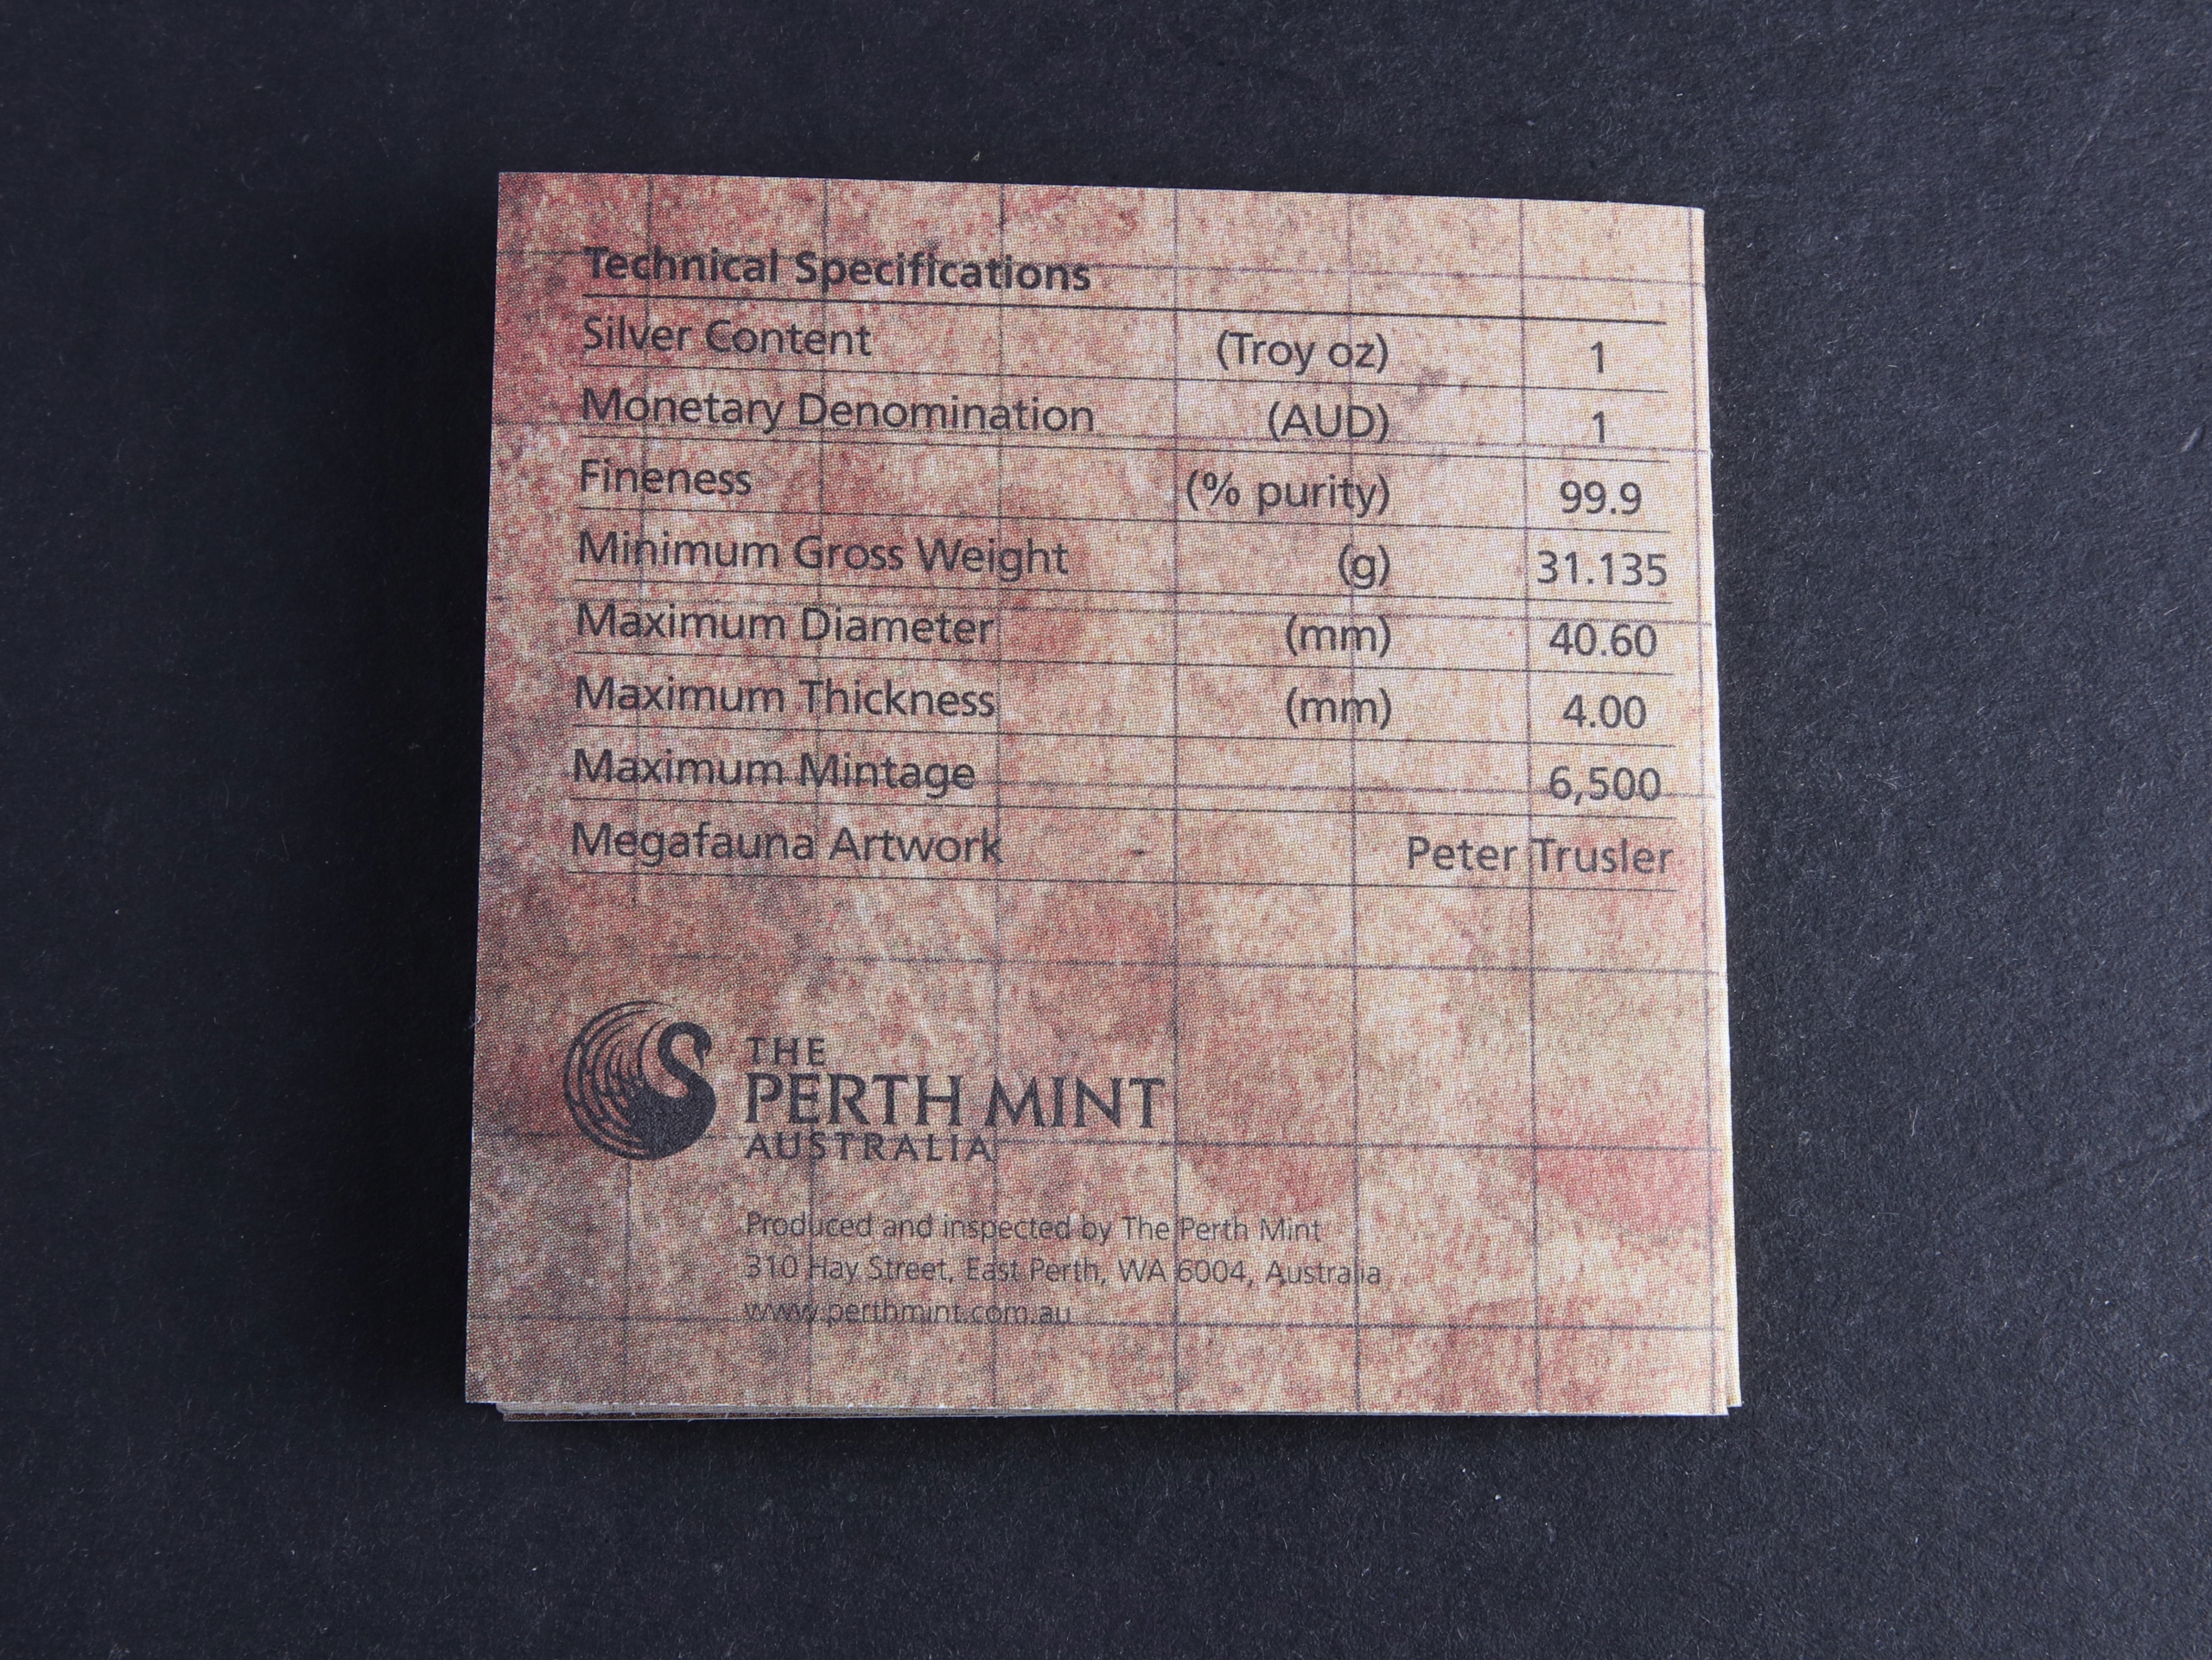 Technical Specifications
Silver Content (Troy oz) 1
Monetary Denomination (AUD) 1
Fineness (% purity) 99.9
Minimum Gross Weight (g) 31.135
Maximum Diameter (mm) 40.60
Maximum Thickness (mm) 4.00
Maximum Mintage 6,500
Megafauna Artwork - Peter Trusler
THE
PERTH MINT
AUSTRALIA
Produced and inspected by The Perth Mint
310 Hay Street, East Perth, WA 6004, Australia
www.perthmint.com.au